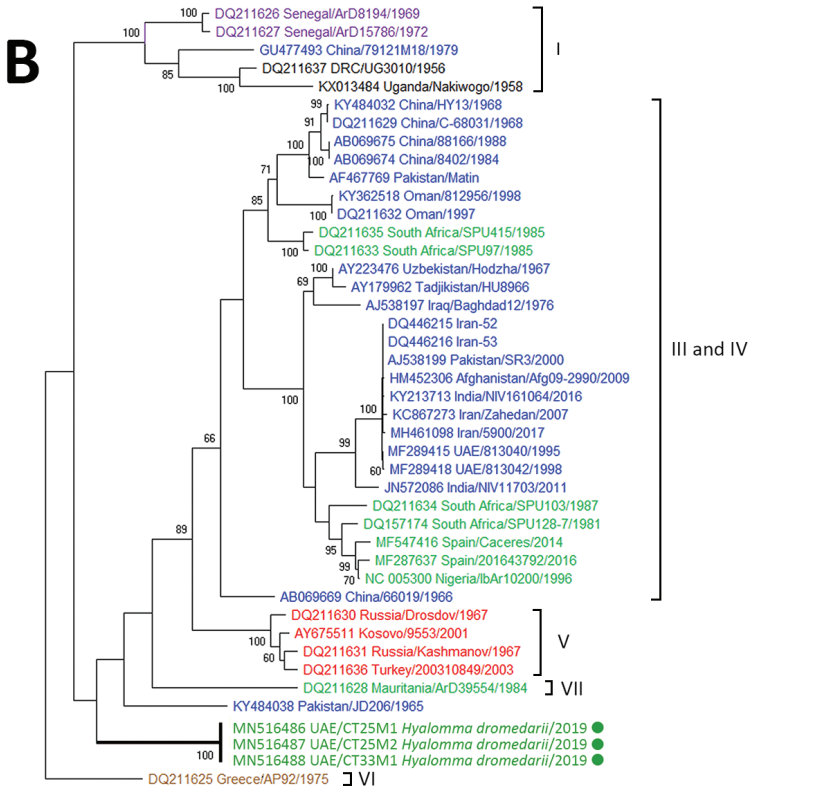 B
100
DQ211626 Senegal/ArD8194/1969
DQ211627 Senegal/ArD15786/1972
100
GU477493 China/79121M18/1979
I
85
DQ211637 DRC/UG3010/1956
100
KX013484 Uganda/Nakiwogo/1958
99
KY484032 China/HY13/1968
91
DQ211629 China/C-68031/1968
100
AB069675 China/88166/1988
100
AB069674 China/8402/1984
71
AF467769 Pakistan/Matin
KY362518 Oman/812956/1998
85
100
DQ211632 Oman/1997
DQ211635 South Africa/SPU415/1985
100
DQ211633 South Africa/SPU97/1985
100
AY223476 Uzbekistan/Hodzha/1967
69
AY179962 Tadjikistan/HU8966
AJ538197 Iraq/Baghdad12/1976
DQ446215 Iran-52
DQ446216 Iran-53
III and IV
AJ538199 Pakistan/SR3/2000
HM452306 Afghanistan/Afg09-2990/2009
100
KY213713 India/NIV161064/2016
100
KC867273 Iran/Zahedan/2007
MH461098 Iran/5900/2017
66
99
MF289415 UAE/813040/1995
60
MF289418 UAE/813042/1998
JN572086 India/NIV11703/2011
DQ211634 South Africa/SPU103/1987
89
DQ157174 South Africa/SPU128-7/1981
95
MF547416 Spain/Caceres/2014
99
MF287637 Spain/201643792/2016
70
NC 005300 Nigeria/IbAr10200/1996
AB069669 China/66019/1966
DQ211630 Russia/Drosdov/1967
100
AY675511 Kosovo/9553/2001
V
60
DQ211631 Russia/Kashmanov/1967
DQ211636 Turkey/200310849/2003
DQ211628 Mauritania/ArD39554/1984
VII
KY484038 Pakistan/JD206/1965
MN516486 UAE/CT25M1 Hyalomma dromedarii/2019
MN516487 UAE/CT25M2 Hyalomma dromedarii/2019
100
MN516488 UAE/CT33M1 Hyalomma dromedarii/2019
DQ211625 Greece/AP92/1975
VI